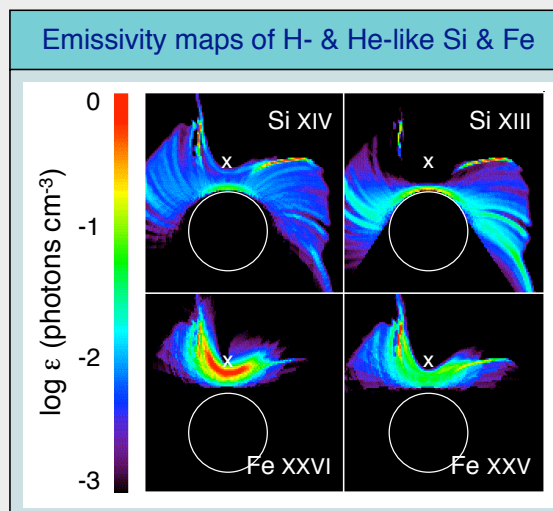 Emissivity maps of H- & He-like Si & Fe
0
-1
-2
-3
log ε (photons cm-3)
Si XIV
x
Si XIII
x
x
Fe XXVI
x
Fe XXV